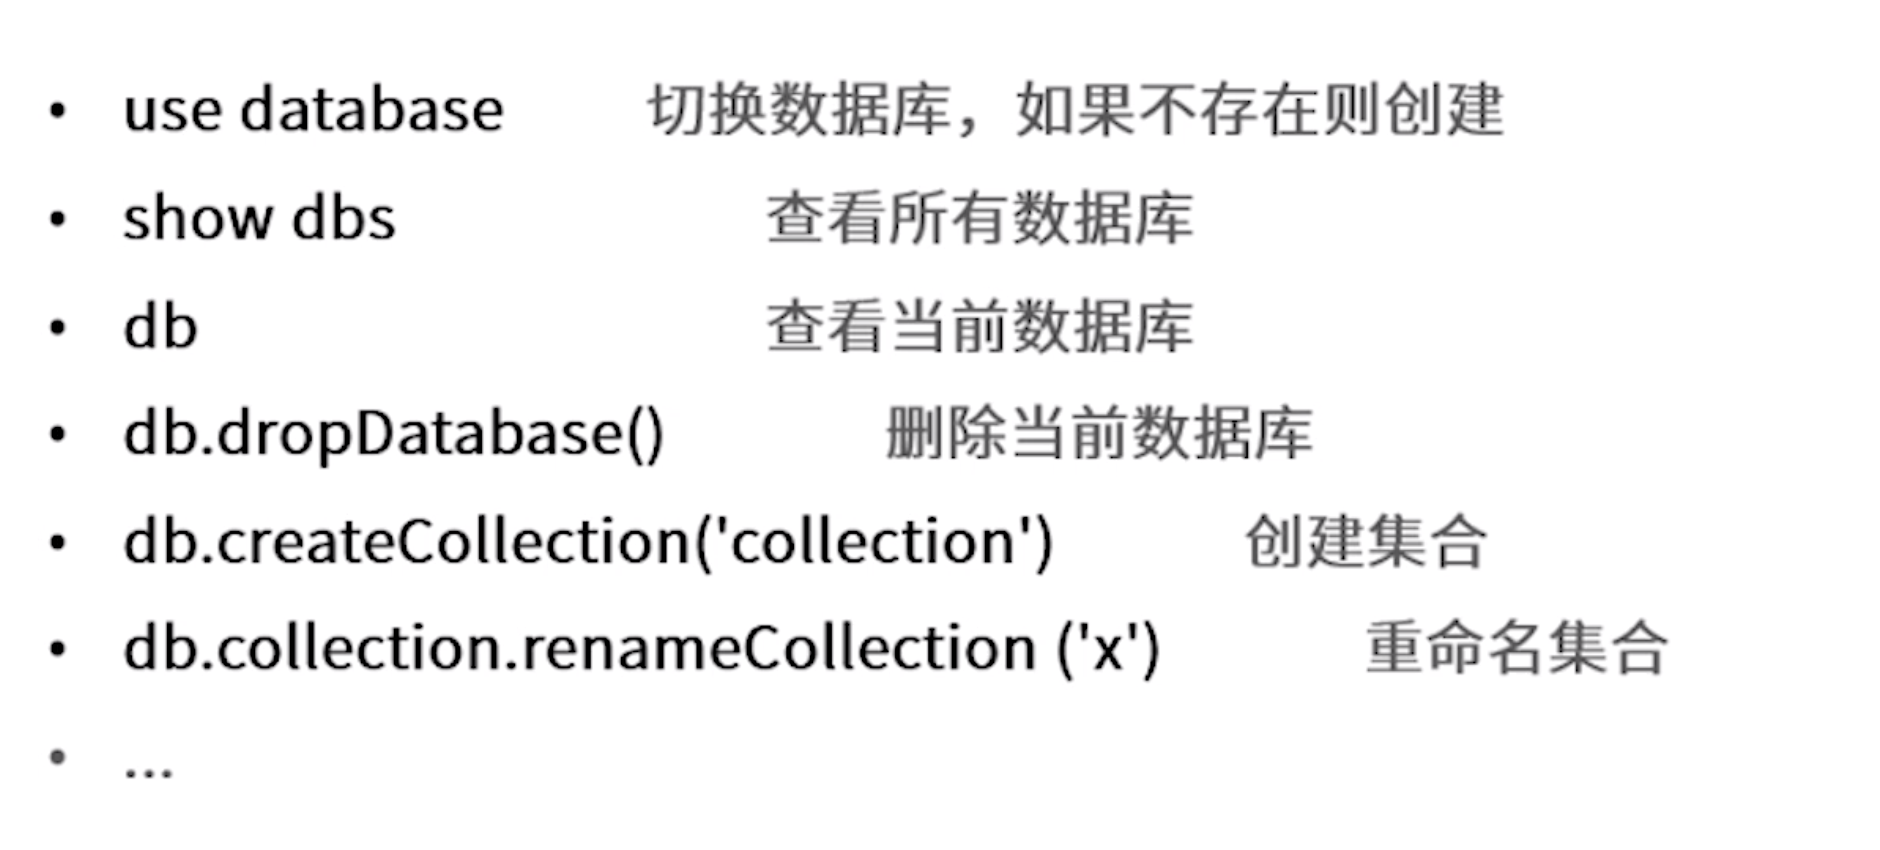 • use database 切换数据库，如果不存在则创建
• show dbs 查看所有数据库
• db 查看当前数据库
• db.dropDatabase() 删除当前数据库
• db.createCollection('collection') 创建集合
• db.collection.renameCollection ('x') 重命名集合
• ...